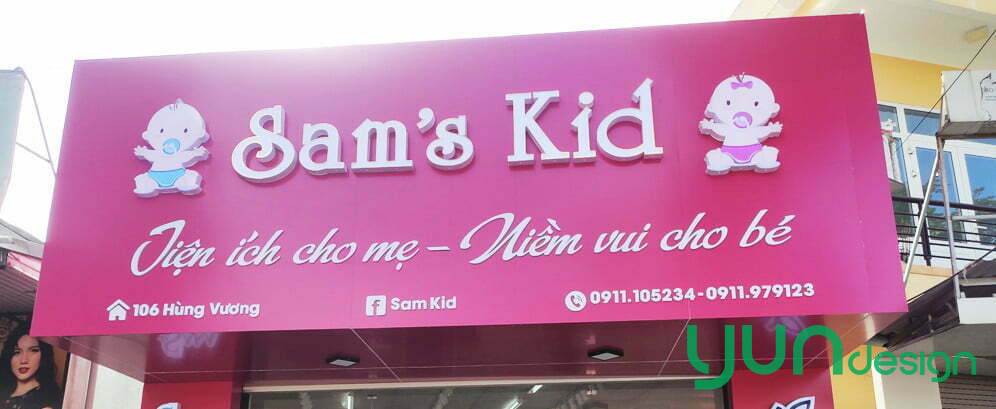 Sam's Kid
Tiện ích cho mẹ – Niềm vui cho bé
106 Hùng Vương
Sam Kid
0911.105234-0911.979123
yun design